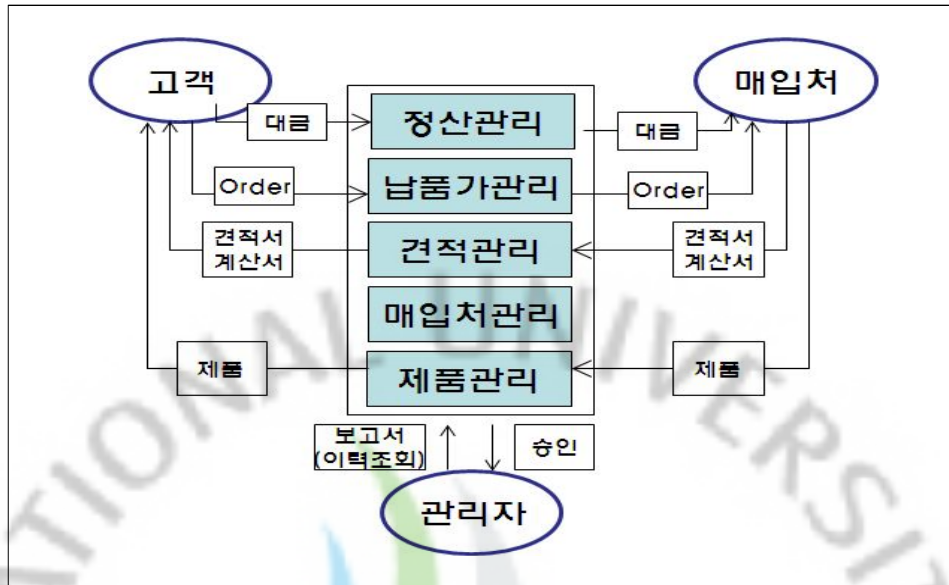 고객
매입처
대금
정산관리
대금
Order
납품가관리
Order
견적서
계산서
견적관리
견적서
계산서
매입처관리
제품
제품관리
제품
보고서
(이력조회)
승인
관리자
ATIONAL UNIVERSIT